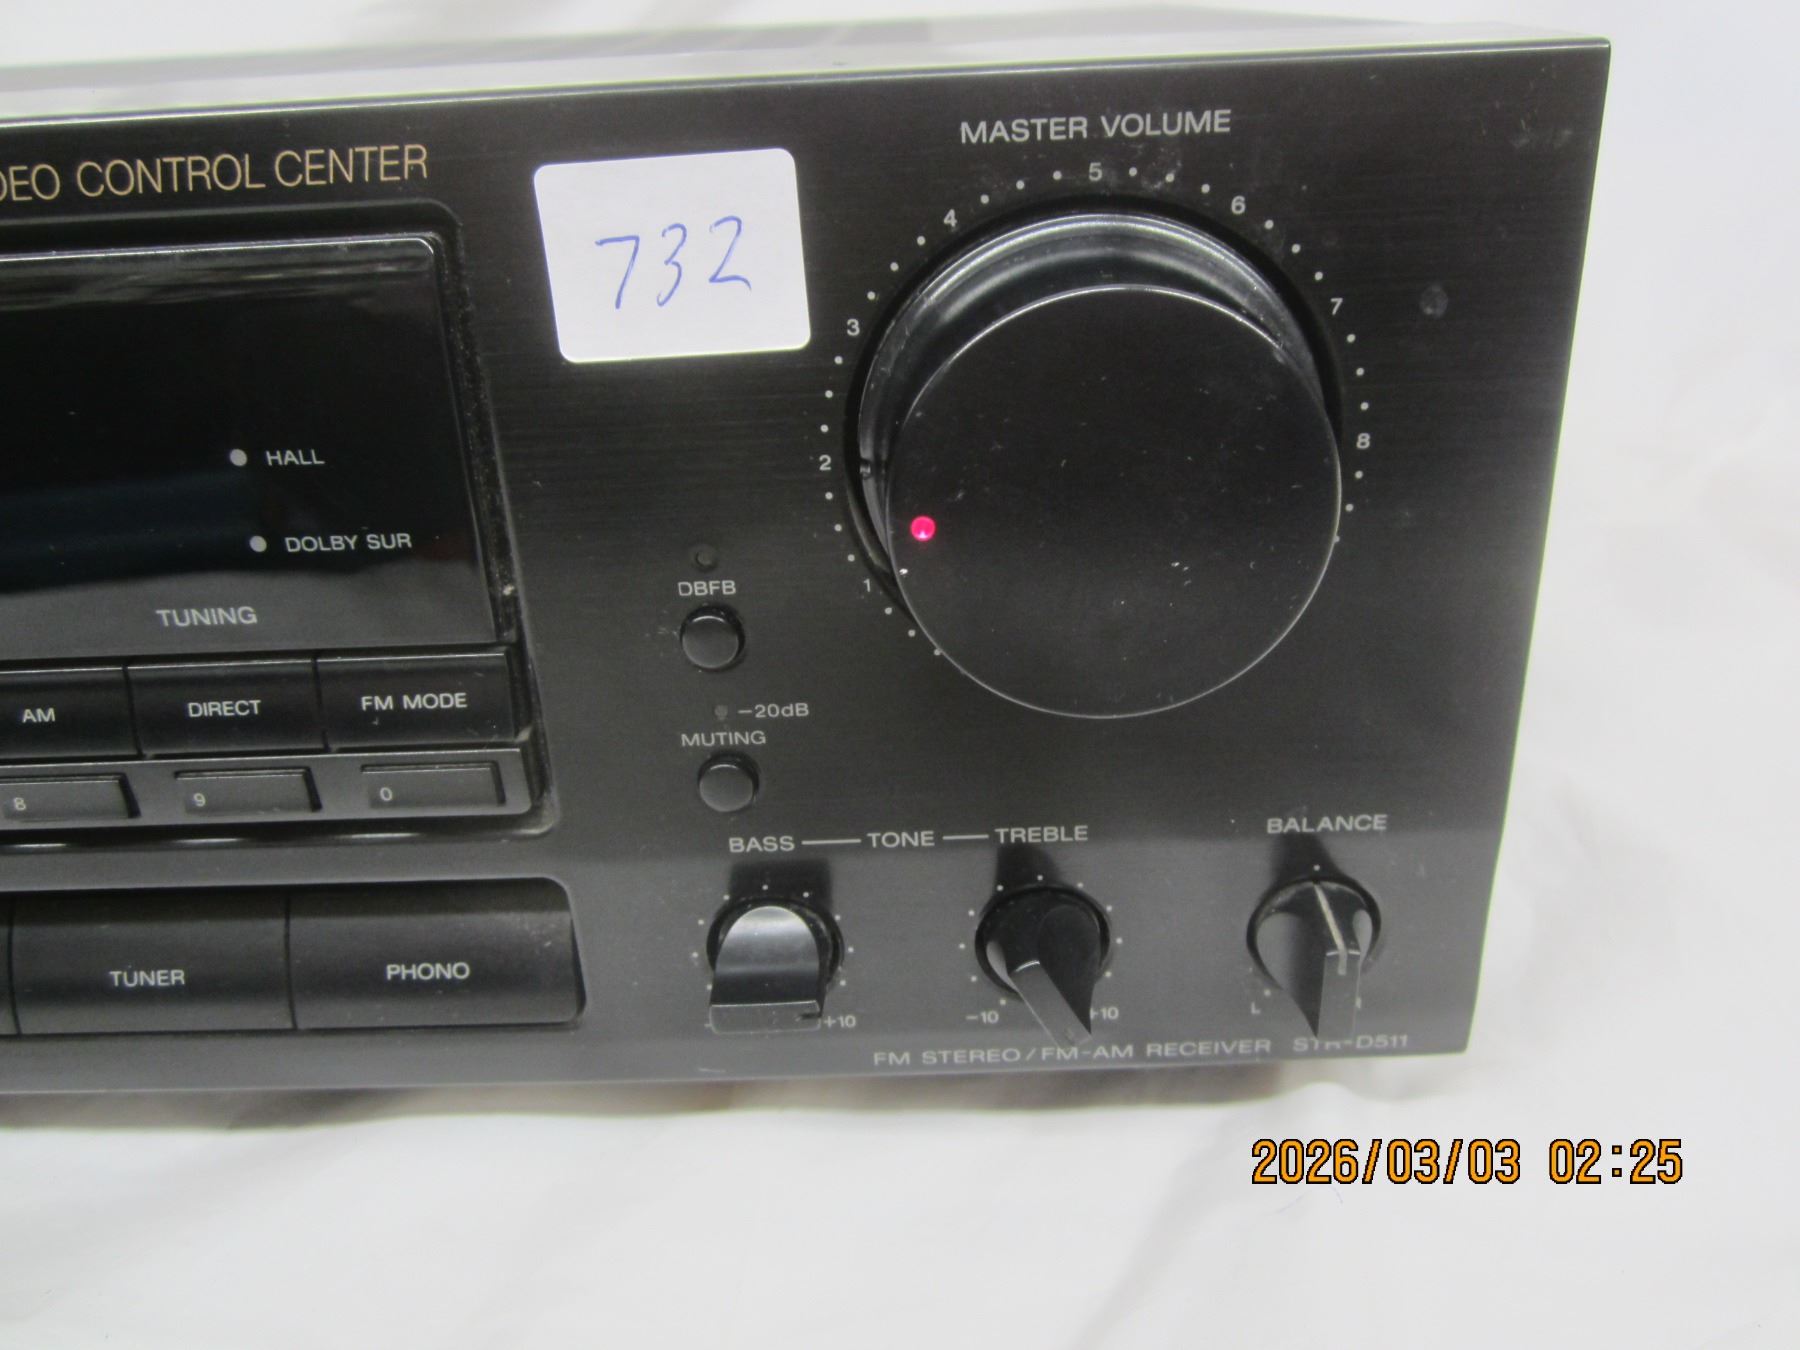 DEO CONTROL CENTER
732
MASTER VOLUME
1 2 3 4 5 6 7 8
HALL
DOLBY SUR
TUNING
AM DIRECT FM MODE
8 9 0
DBFB
-20dB
MUTING
BASS TONE TREBLE
BALANCE
TUNER PHONO
+10
-10 +10
L
FM STEREO/FM-AM RECEIVER STR-D511
2026/03/03 02:25